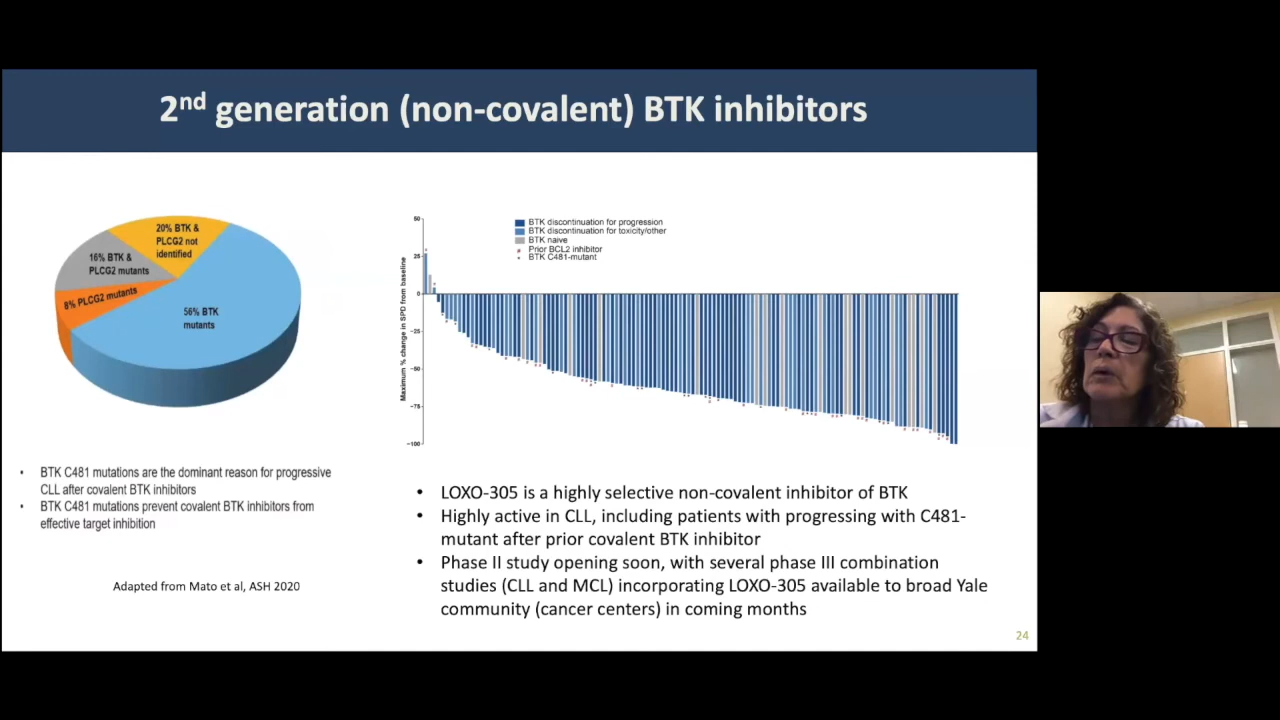 2nd generation (non-covalent) BTK inhibitors
20% BTK &
PLCG2 not
identified
16% BTK &
PLCG2 mutants
8% PLCG2 mutants
56% BTK
mutants
BTK discontinuation for progression
BTK discontinuation for toxicity/other
BTK naive
# Prior BCL2 inhibitor
* BTK C481-mutant
Maximum % change in SPD from baseline
50
25
0
−25
−50
−75
−100
• BTK C481 mutations are the dominant reason for progressive
CLL after covalent BTK inhibitors
• BTK C481 mutations prevent covalent BTK inhibitors from
effective target inhibition
Adapted from Mato et al, ASH 2020
• LOXO-305 is a highly selective non-covalent inhibitor of BTK
• Highly active in CLL, including patients with progressing with C481-
mutant after prior covalent BTK inhibitor
• Phase II study opening soon, with several phase III combination
studies (CLL and MCL) incorporating LOXO-305 available to broad Yale
community (cancer centers) in coming months
24